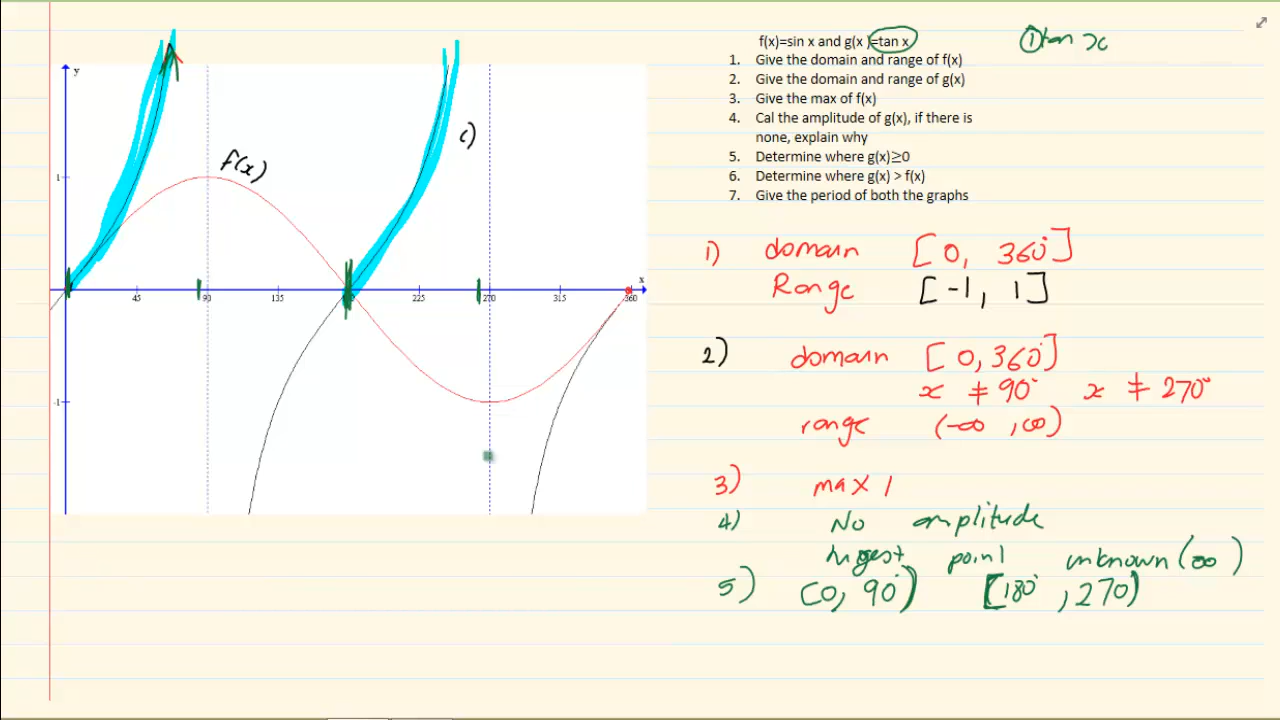 f(x)=sin x and g(x )=tan x
1. Give the domain and range of f(x)
2. Give the domain and range of g(x)
3. Give the max of f(x)
4. Cal the amplitude of g(x), if there is
none, explain why
5. Determine where g(x)≥0
6. Determine where g(x) > f(x)
7. Give the period of both the graphs
1tan x
y
f(x)
1
x
45 90 135 180 225 270 315 360
-1
1) domain [0, 360°]
Range [-1, 1]
2) domain [0, 360°]
x ≠ 90° x ≠ 270°
range (-∞, ∞)
3) max 1
4) No amplitude
highest point unknown (∞)
5) [0, 90°) [180°, 270)